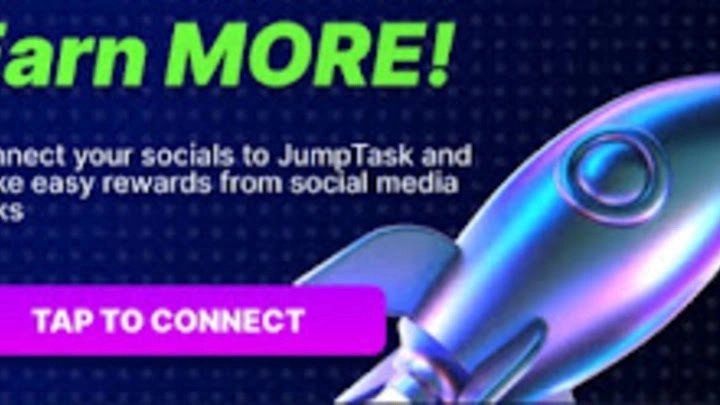 Earn MORE!
nnect your socials to JumpTask and
ke easy rewards from social media
ks
TAP TO CONNECT